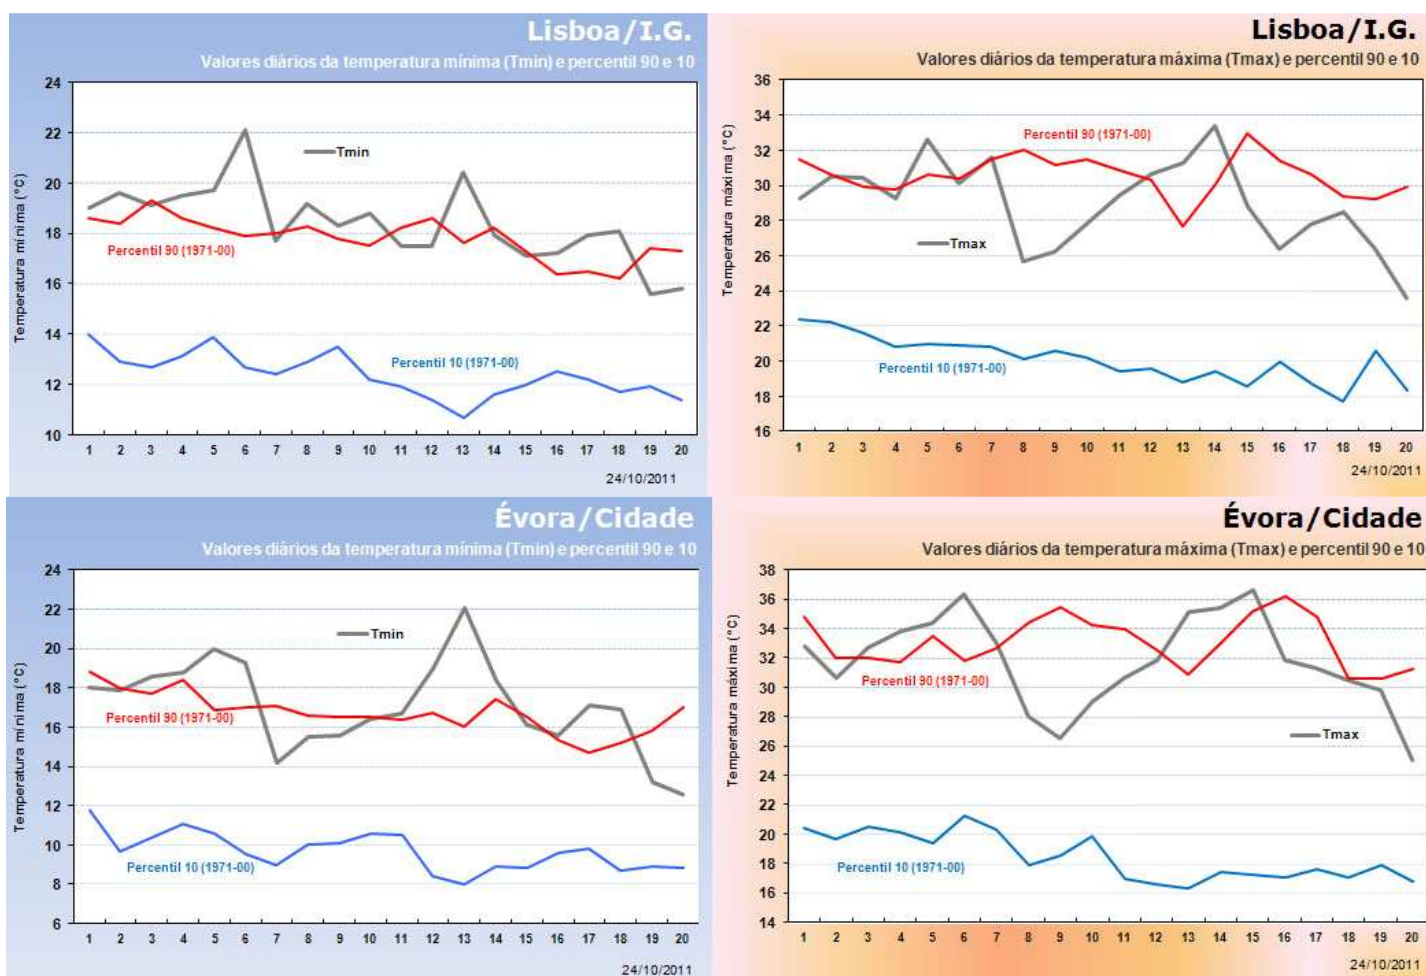 Lisboa/I.G.
Valores diários da temperatura mínima (Tmin) e percentil 90 e 10
Temperatura mínima (°C)
24
22
20
18
16
14
12
10
Tmin
Percentil 90 (1971-00)
Percentil 10 (1971-00)
1 2 3 4 5 6 7 8 9 10 11 12 13 14 15 16 17 18 19 20
24/10/2011
Lisboa/I.G.
Valores diários da temperatura máxima (Tmax) e percentil 90 e 10
Temperatura máxima (°C)
36
34
32
30
28
26
24
22
20
18
16
Percentil 90 (1971-00)
Tmax
Percentil 10 (1971-00)
1 2 3 4 5 6 7 8 9 10 11 12 13 14 15 16 17 18 19 20
24/10/2011
Évora/Cidade
Valores diários da temperatura mínima (Tmin) e percentil 90 e 10
Temperatura mínima (°C)
24
22
20
18
16
14
12
10
8
6
Tmin
Percentil 90 (1971-00)
Percentil 10 (1971-00)
1 2 3 4 5 6 7 8 9 10 11 12 13 14 15 16 17 18 19 20
24/10/2011
Évora/Cidade
Valores diários da temperatura máxima (Tmax) e percentil 90 e 10
Temperatura máxima (°C)
38
36
34
32
30
28
26
24
22
20
18
16
14
Percentil 90 (1971-00)
Tmax
Percentil 10 (1971-00)
1 2 3 4 5 6 7 8 9 10 11 12 13 14 15 16 17 18 19 20
24/10/2011